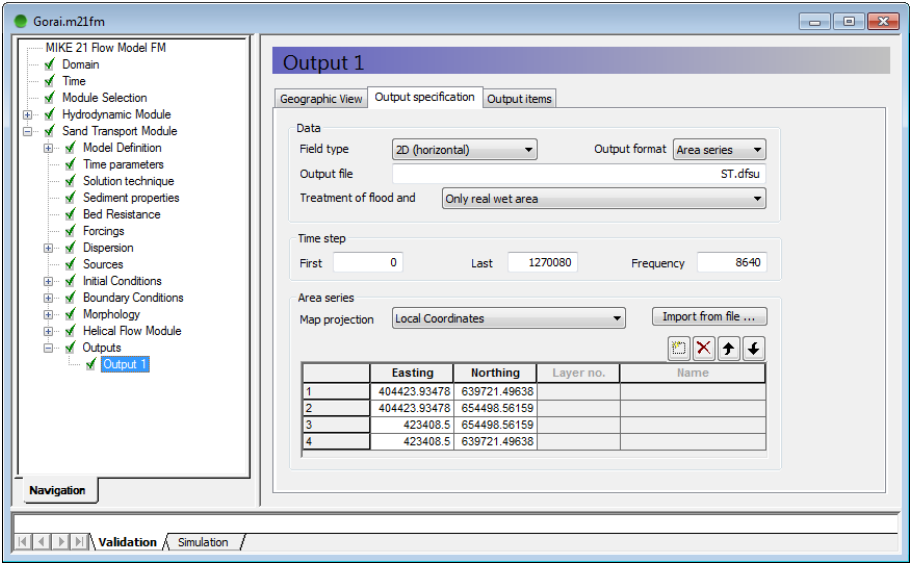 Gorai.m21fm
MIKE 21 Flow Model FM
Domain
Time
Module Selection
Hydrodynamic Module
Sand Transport Module
Model Definition
Time parameters
Solution technique
Sediment properties
Bed Resistance
Forcings
Dispersion
Sources
Initial Conditions
Boundary Conditions
Morphology
Helical Flow Module
Outputs
Output 1
Navigation
Output 1
Geographic View Output specification Output items
Data
Field type 2D (horizontal) Output format Area series
Output file ST.dfsu
Treatment of flood and Only real wet area
Time step
First 0 Last 1270080 Frequency 8640
Area series
Map projection Local Coordinates Import from file ...
Easting Northing Layer no. Name
1 404423.93478 639721.49638
2 404423.93478 654498.56159
3 423408.5 654498.56159
4 423408.5 639721.49638
Validation Simulation